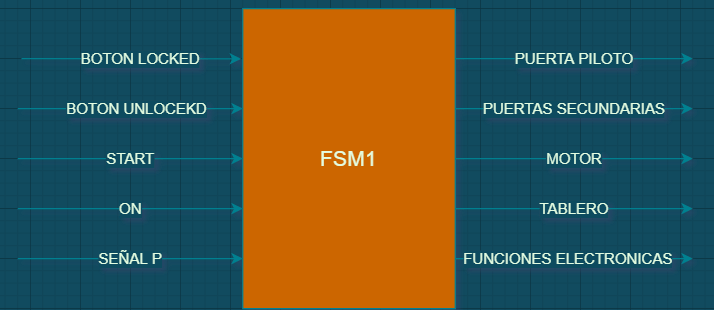 BOTON LOCKED
BOTON UNLOCEKD
START
ON
SEÑAL P
FSM1
PUERTA PILOTO
PUERTAS SECUNDARIAS
MOTOR
TABLERO
FUNCIONES ELECTRONICAS